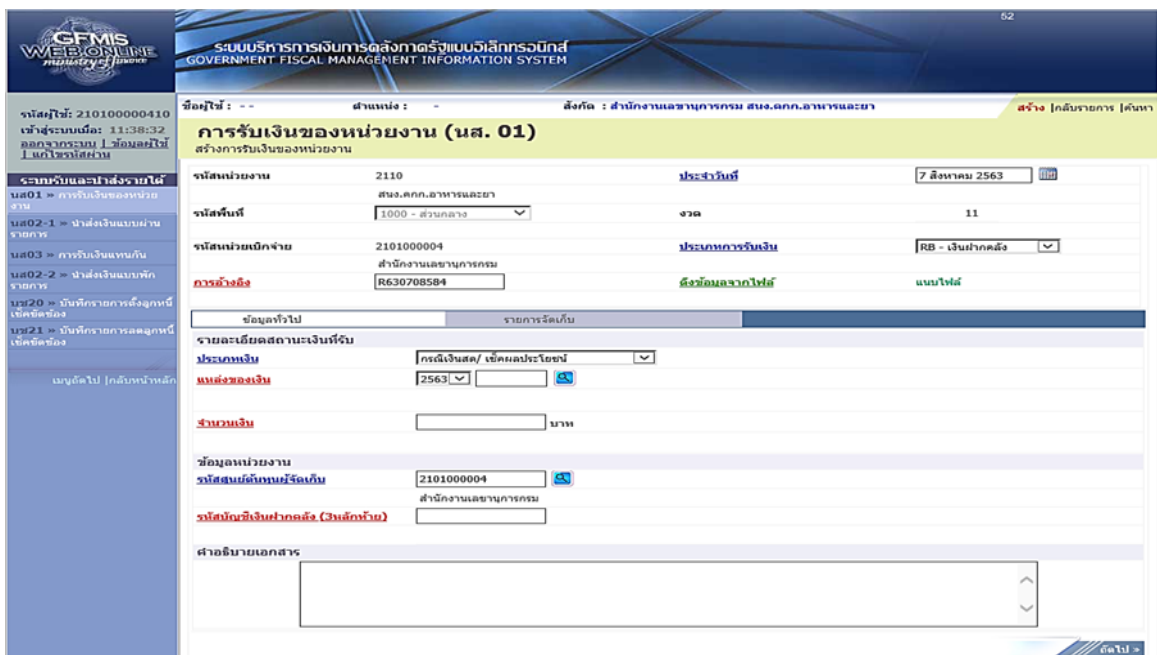 52
GFMIS
WEB ONLINE
ministry of finance
ระบบบริหารการเงินการคลังภาครัฐแบบอิเล็กทรอนิกส์
GOVERNMENT FISCAL MANAGEMENT INFORMATION SYSTEM
รหัสผู้ใช้: 210100000410
เข้าสู่ระบบเมื่อ: 11:38:32
ออกจากระบบ | ข้อมูลผู้ใช้
| แก้ไขรหัสผ่าน
ระบบรับและนำส่งรายได้
นส01 » การรับเงินของหน่วย
งาน
นส02-1 » นำส่งเงินแบบผ่าน
รายการ
นส03 » การรับเงินแทนกัน
นส02-2 » นำส่งเงินแบบพัก
รายการ
บช20 » บันทึกรายการตั้งลูกหนี้
เช็คขัดข้อง
บช21 » บันทึกรายการลดลูกหนี้
เช็คขัดข้อง
เมนูถัดไป |กลับหน้าหลัก
ชื่อผู้ใช้ : - - ตำแหน่ง : - สังกัด : สำนักงานเลขานุการกรม สนง.คกก.อาหารและยา
สร้าง |กลับรายการ |ค้นหา
การรับเงินของหน่วยงาน (นส. 01)
สร้างการรับเงินของหน่วยงาน
รหัสหน่วยงาน 2110 ประจำวันที่ 7 สิงหาคม 2563
สนง.คกก.อาหารและยา
รหัสพื้นที่ 1000 - ส่วนกลาง งวด 11
รหัสหน่วยเบิกจ่าย 2101000004 ประเภทการรับเงิน RB - เงินฝากคลัง
สำนักงานเลขานุการกรม
การอ้างอิง R630708584 ดึงข้อมูลจากไฟล์ แนบไฟล์
ข้อมูลทั่วไป รายการจัดเก็บ
รายละเอียดสถานะเงินที่รับ
ประเภทเงิน กรณีเงินสด/ เช็คผลประโยชน์
แหล่งของเงิน 2563
จำนวนเงิน บาท
ข้อมูลหน่วยงาน
รหัสศูนย์ต้นทุนผู้จัดเก็บ 2101000004
สำนักงานเลขานุการกรม
รหัสบัญชีเงินฝากคลัง (3หลักท้าย)
คำอธิบายเอกสาร
ถัดไป »